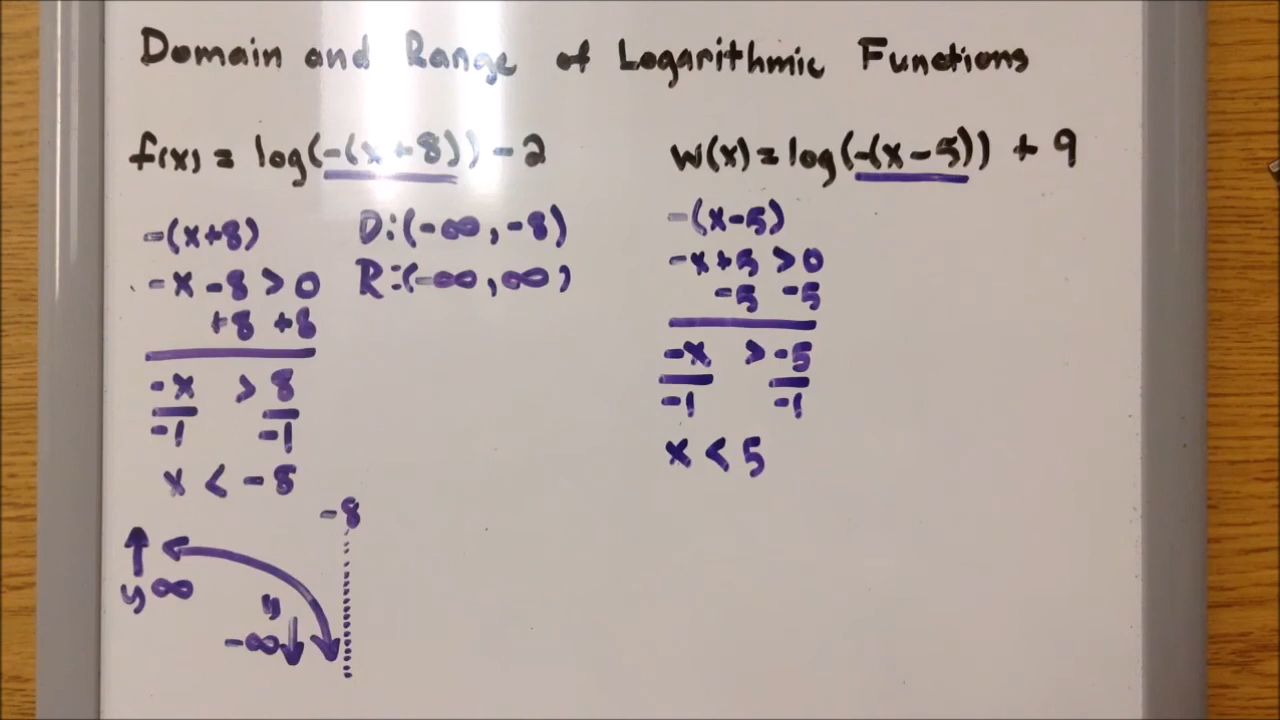 Domain and Range of Logarithmic Functions
f(x) = log(-(x+8)) - 2
-(x+8)
-x -8 > 0
+8 +8
-x > 8
-1 -1
x < -8
D:(-∞,-8)
R:(-∞,∞)
-8
y ∞
y
-∞
w(x) = log(-(x-5)) + 9
-(x-5)
-x+5 > 0
-5 -5
-x > -5
-1 -1
x < 5